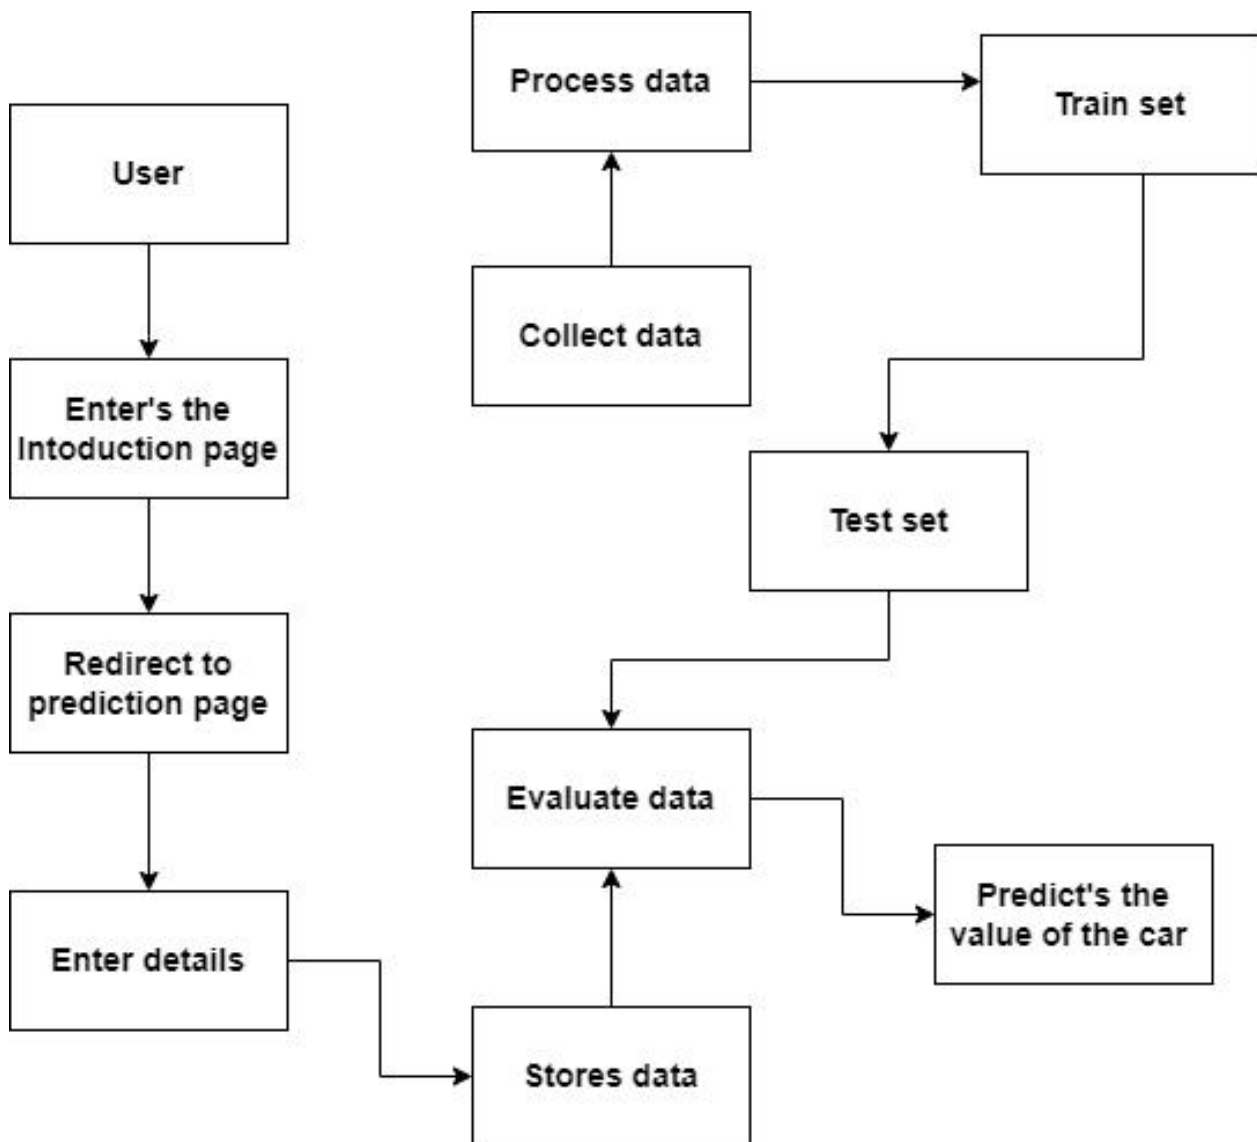 Process data
Train set
User
Collect data
Enter's the
Intoduction page
Test set
Redirect to
prediction page
Evaluate data
Predict's the
value of the car
Enter details
Stores data